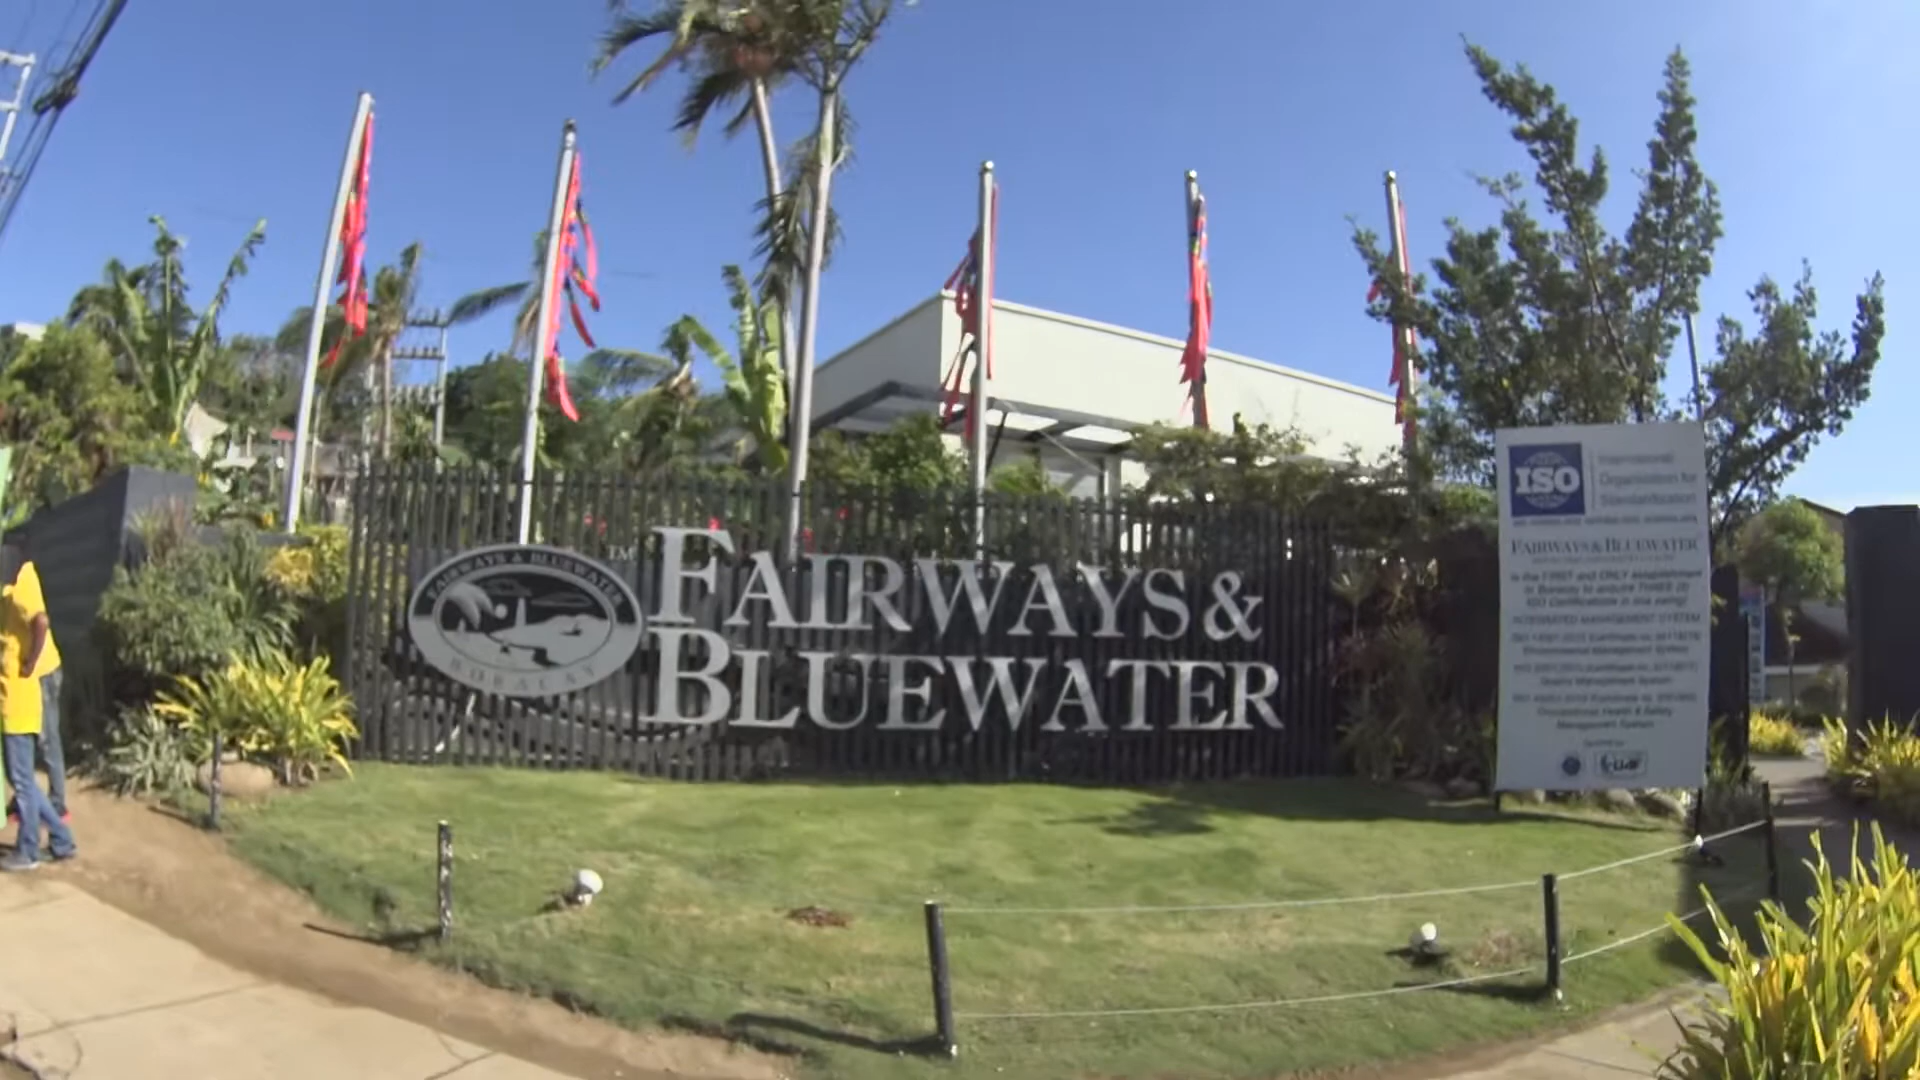 FAIRWAYS & BLUEWATER
BORACAY
™
FAIRWAYS &
BLUEWATER
ISO
International
Organization for
Standardization
FAIRWAYS & BLUEWATER
is the FIRST and ONLY establishment
in Boracay to acquire THREE (3)
ISO Certifications in one swing!
INTEGRATED MANAGEMENT SYSTEM
Environmental Management System
Quality Management System
Occupational Health & Safety
Management System